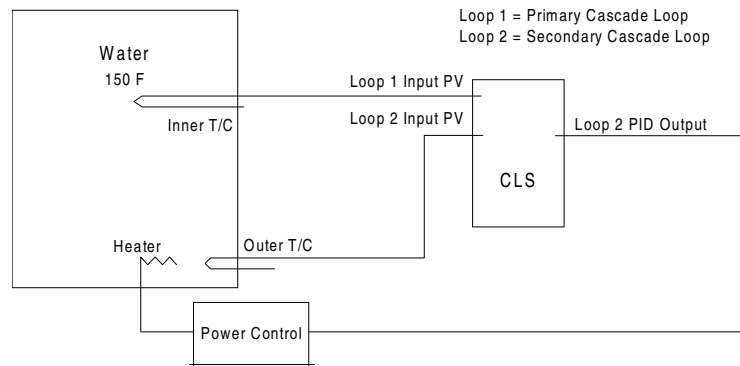 Loop 1 = Primary Cascade Loop
Loop 2 = Secondary Cascade Loop
Water
150 F
Loop 1 Input PV
Inner T/C
Loop 2 Input PV
Loop 2 PID Output
CLS
Heater
Outer T/C
Power Control